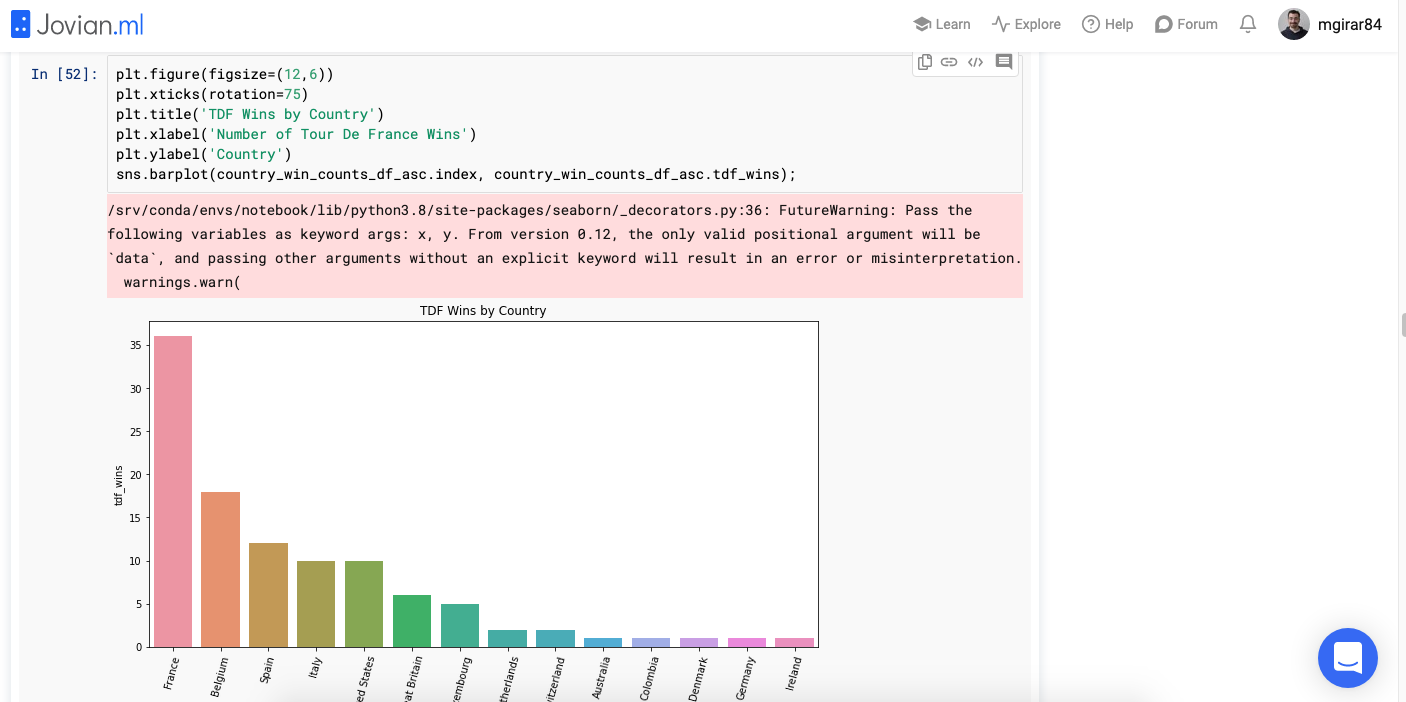 Jovian.ml
Learn
Explore
Help
Forum
mgirar84
In [52]:
plt.figure(figsize=(12,6))
plt.xticks(rotation=75)
plt.title('TDF Wins by Country')
plt.xlabel('Number of Tour De France Wins')
plt.ylabel('Country')
sns.barplot(country_win_counts_df_asc.index, country_win_counts_df_asc.tdf_wins);
/srv/conda/envs/notebook/lib/python3.8/site-packages/seaborn/_decorators.py:36: FutureWarning: Pass the
following variables as keyword args: x, y. From version 0.12, the only valid positional argument will be
`data`, and passing other arguments without an explicit keyword will result in an error or misinterpretation.
warnings.warn(
TDF Wins by Country
35
30
25
20
15
10
5
0
tdf_wins
France
Belgium
Spain
Italy
ed States
at Britain
embourg
therlands
vitzerland
Australia
Colombia
Denmark
Germany
Ireland